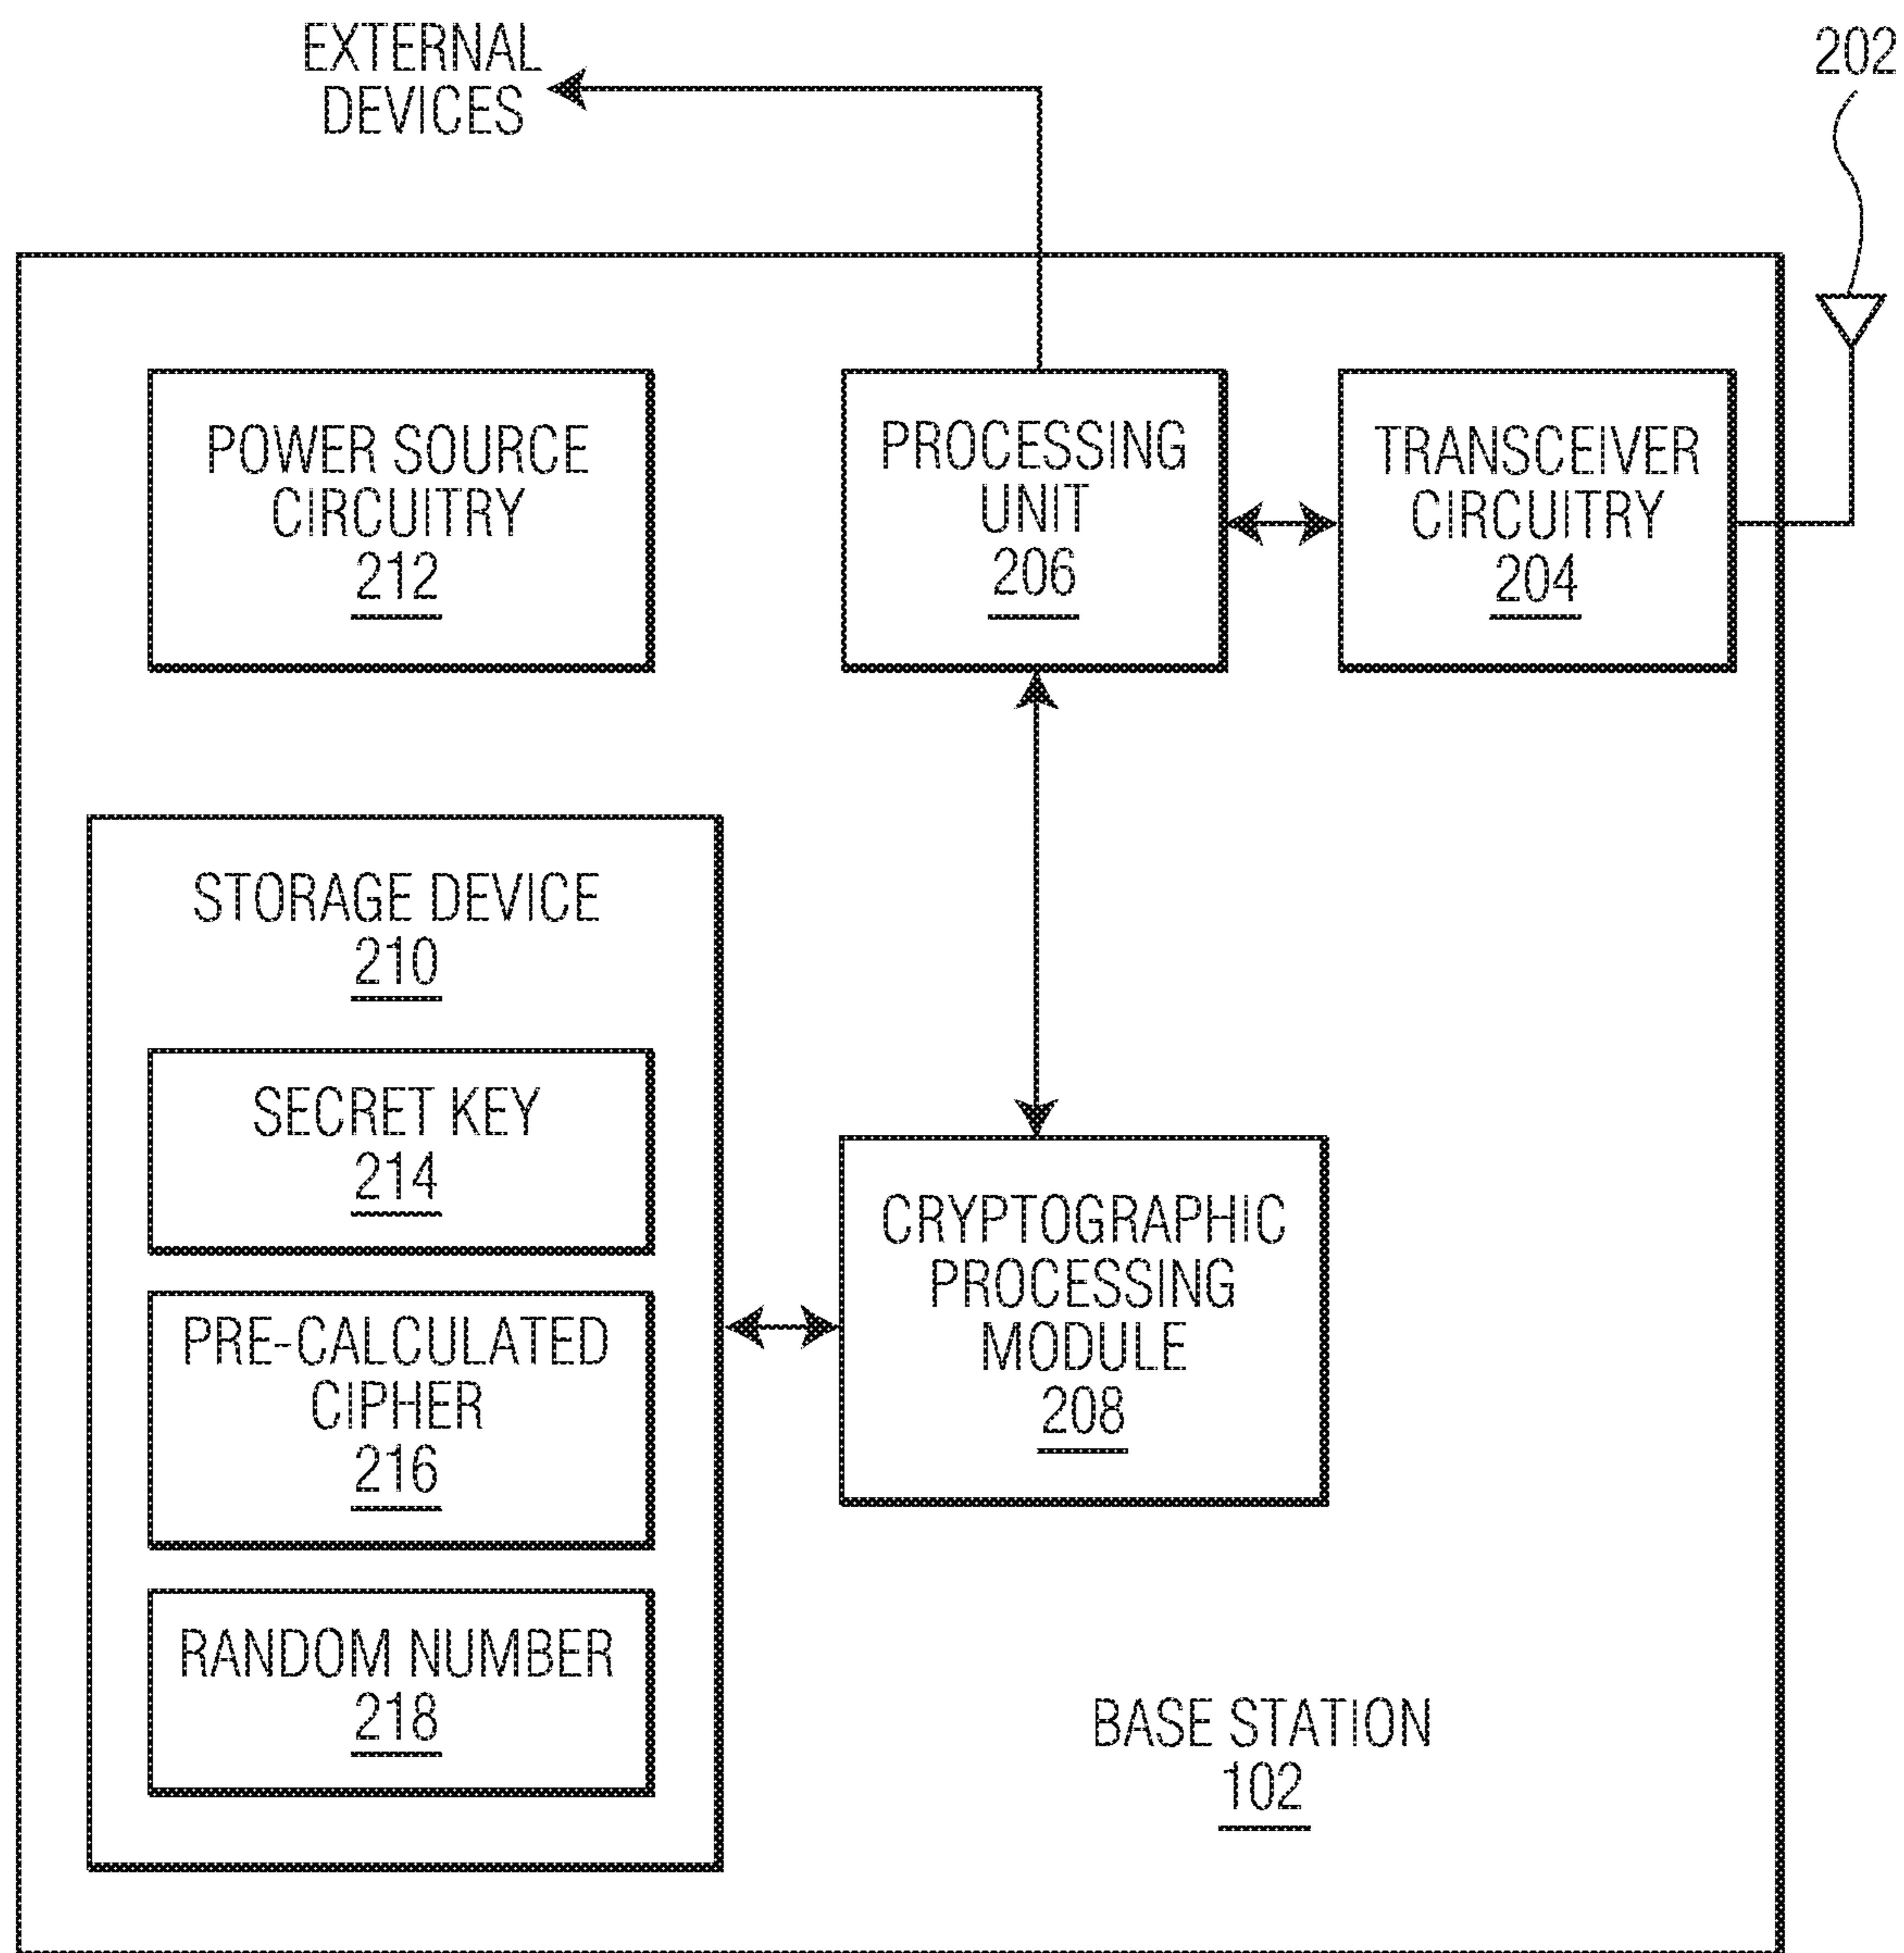 EXTERNAL
DEVICES
202
POWER SOURCE
CIRCUITRY
212
PROCESSING
UNIT
206
TRANSCEIVER
CIRCUITRY
204
STORAGE DEVICE
210
SECRET KEY
214
PRE-CALCULATED
CIPHER
216
RANDOM NUMBER
218
CRYPTOGRAPHIC
PROCESSING
MODULE
208
BASE STATION
102